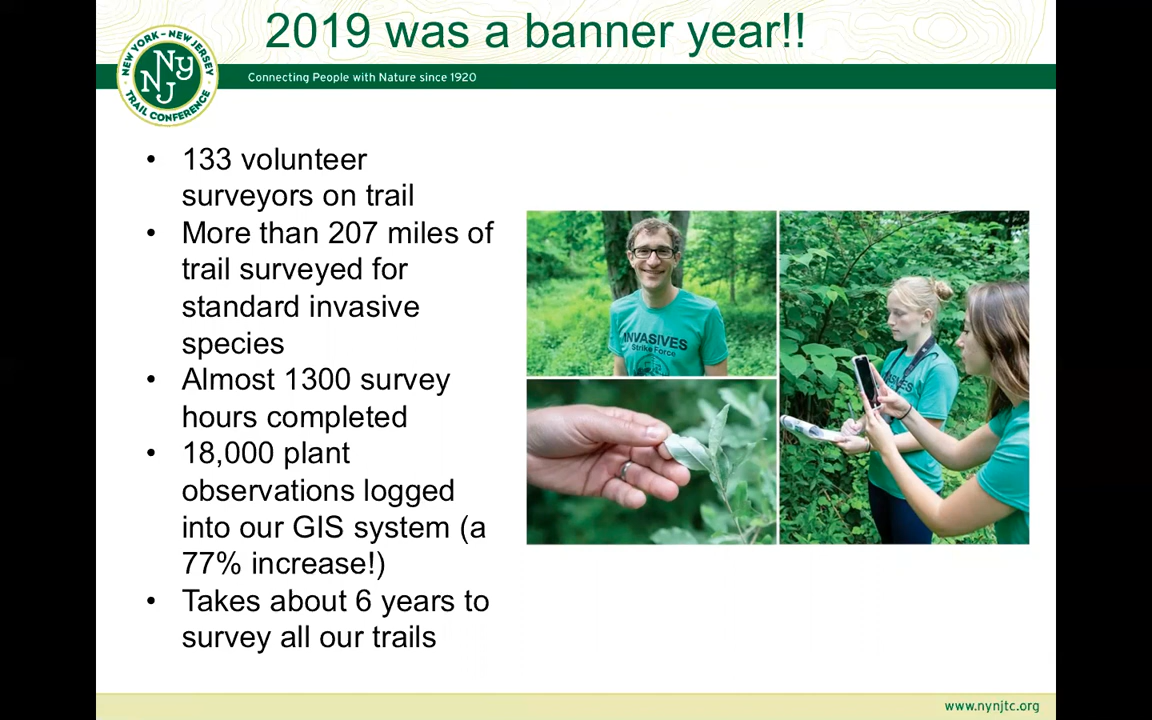 2019 was a banner year!!
NEW YORK - NEW JERSEY
NY
NJ
TRAIL CONFERENCE
Connecting People with Nature since 1920
• 133 volunteer
surveyors on trail
• More than 207 miles of
trail surveyed for
standard invasive
species
• Almost 1300 survey
hours completed
• 18,000 plant
observations logged
into our GIS system (a
77% increase!)
• Takes about 6 years to
survey all our trails
INVASIVES
Strike Force
www.nynjtc.org